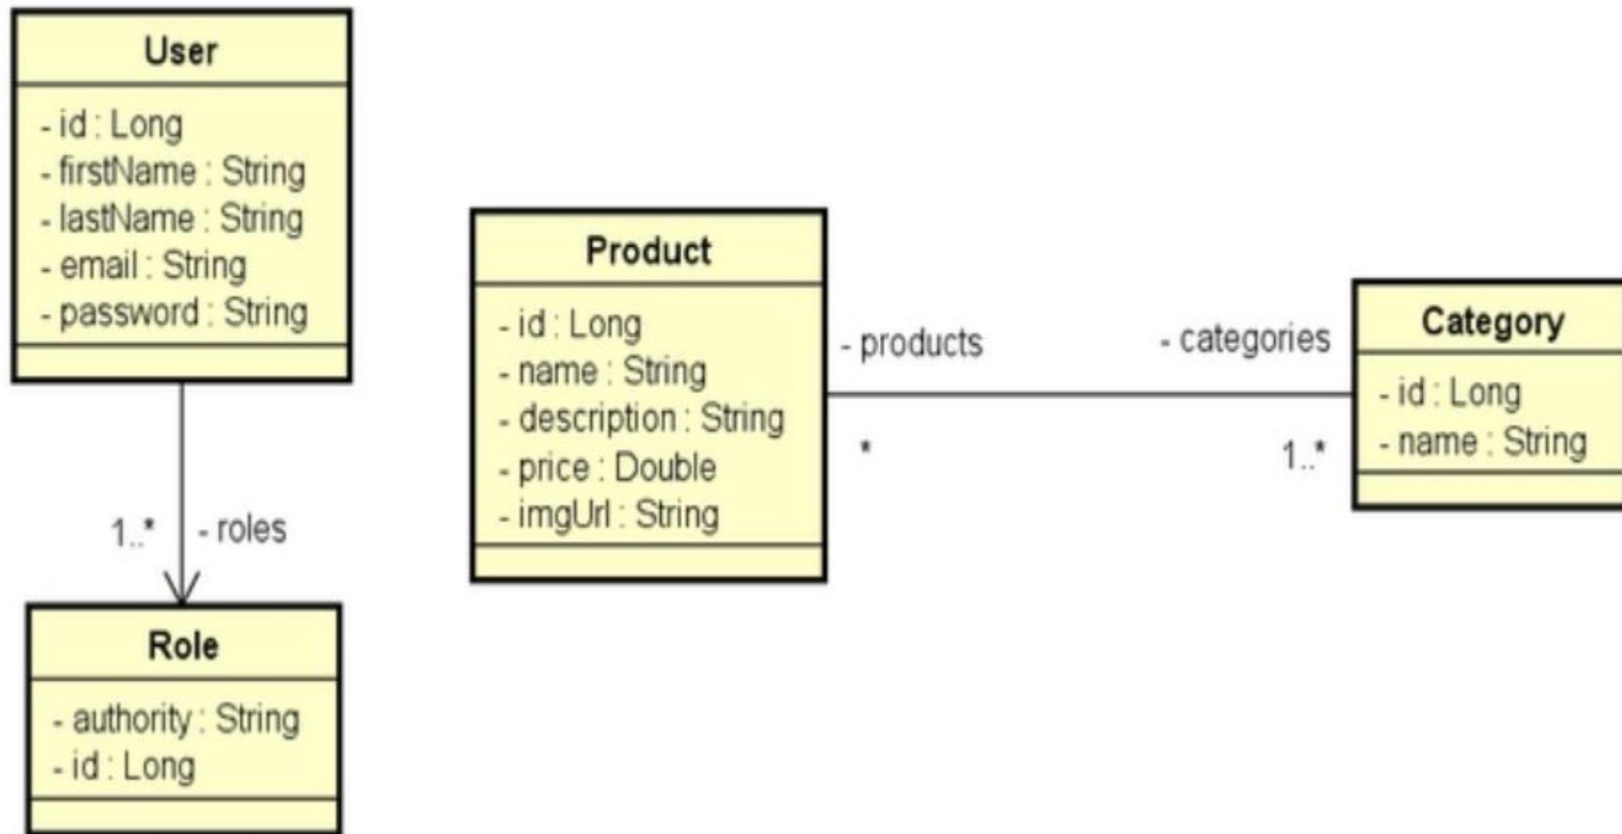 User
- id : Long
- firstName : String
- lastName : String
- email : String
- password : String
1..*
- roles
Role
- authority : String
- id : Long
Product
- id : Long
- name : String
- description : String
- price : Double
- imgUrl : String
- products
*
- categories
1..*
Category
- id : Long
- name : String